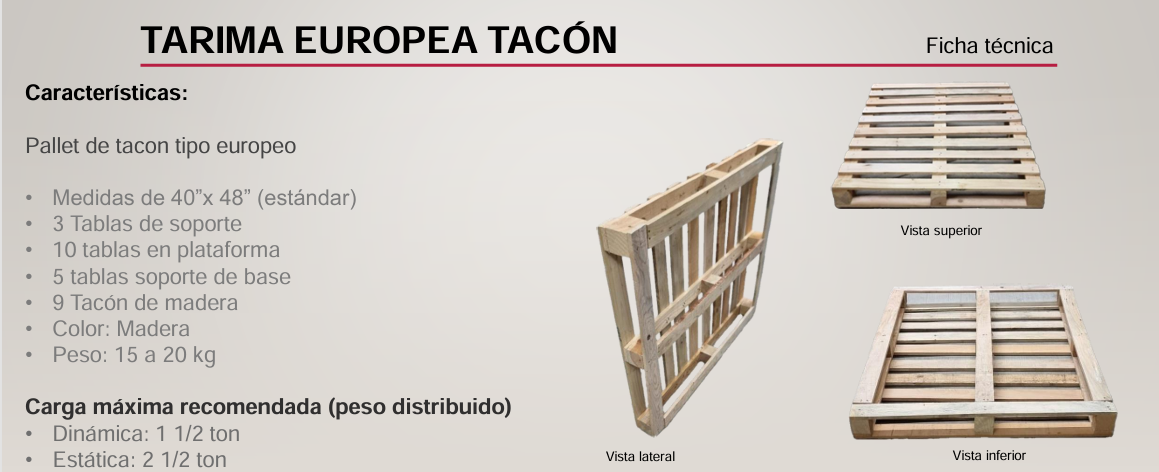 TARIMA EUROPEA TACÓN
Ficha técnica
Características:
Pallet de tacon tipo europeo
• Medidas de 40”x 48” (estándar)
• 3 Tablas de soporte
• 10 tablas en plataforma
• 5 tablas soporte de base
• 9 Tacón de madera
• Color: Madera
• Peso: 15 a 20 kg
Carga máxima recomendada (peso distribuido)
• Dinámica: 1 1/2 ton
• Estática: 2 1/2 ton
Vista lateral
Vista superior
Vista inferior